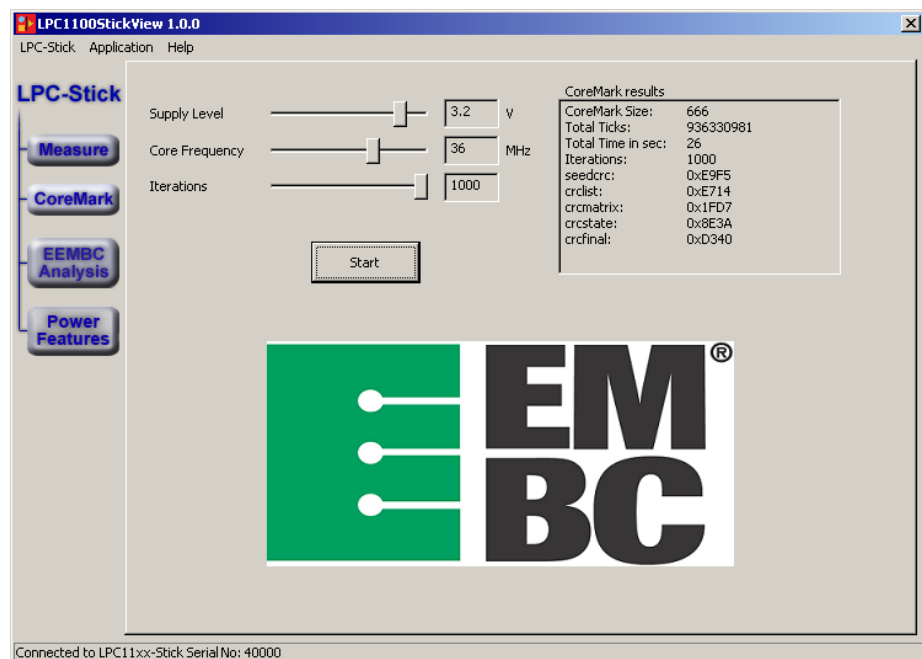 LPC1100StickView 1.0.0
LPC-Stick Application Help
LPC-Stick
Measure
CoreMark
EEMBC
Analysis
Power
Features
Supply Level 3.2 V
Core Frequency 36 MHz
Iterations 1000
Start
CoreMark results
CoreMark Size: 666
Total Ticks: 936330981
Total Time in sec: 26
Iterations: 1000
seedcrc: 0xE9F5
crclist: 0xE714
crcmatrix: 0x1FD7
crcstate: 0x8E3A
crcfinal: 0xD340
EEM®
BC
Connected to LPC11xx-Stick Serial No: 40000